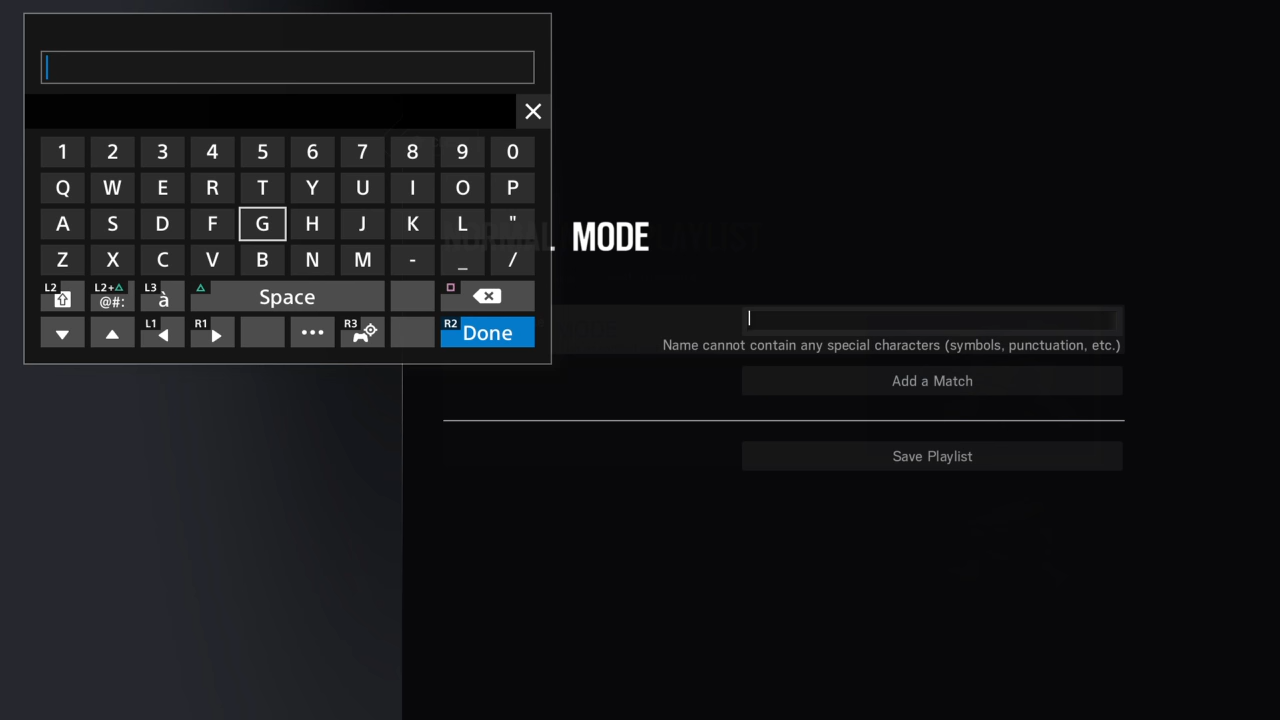 1 2 3 4 5 6 7 8 9 0
Q W E R T Y U I O P
A S D F G H J K L "
Z X C V B N M - _ /
L2 L2+△ @#: L3 à △ Space □
L1 R1 ... R3 R2 Done
MODE
Name cannot contain any special characters (symbols, punctuation, etc.)
Add a Match
Save Playlist